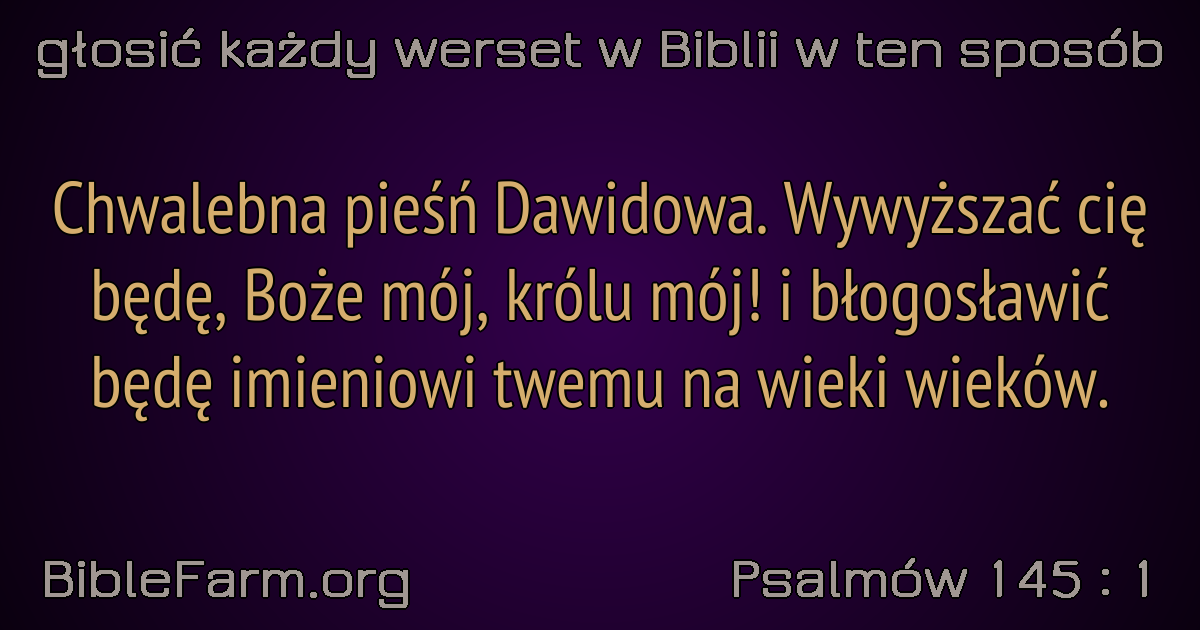 głosić każdy werset w Biblii w ten sposób
Chwalebna pieśń Dawidowa. Wywyższać cię
będę, Boże mój, królu mój! i błogosławić
będę imieniowi twemu na wieki wieków.
BibleFarm.org
Psalmów 145 : 1